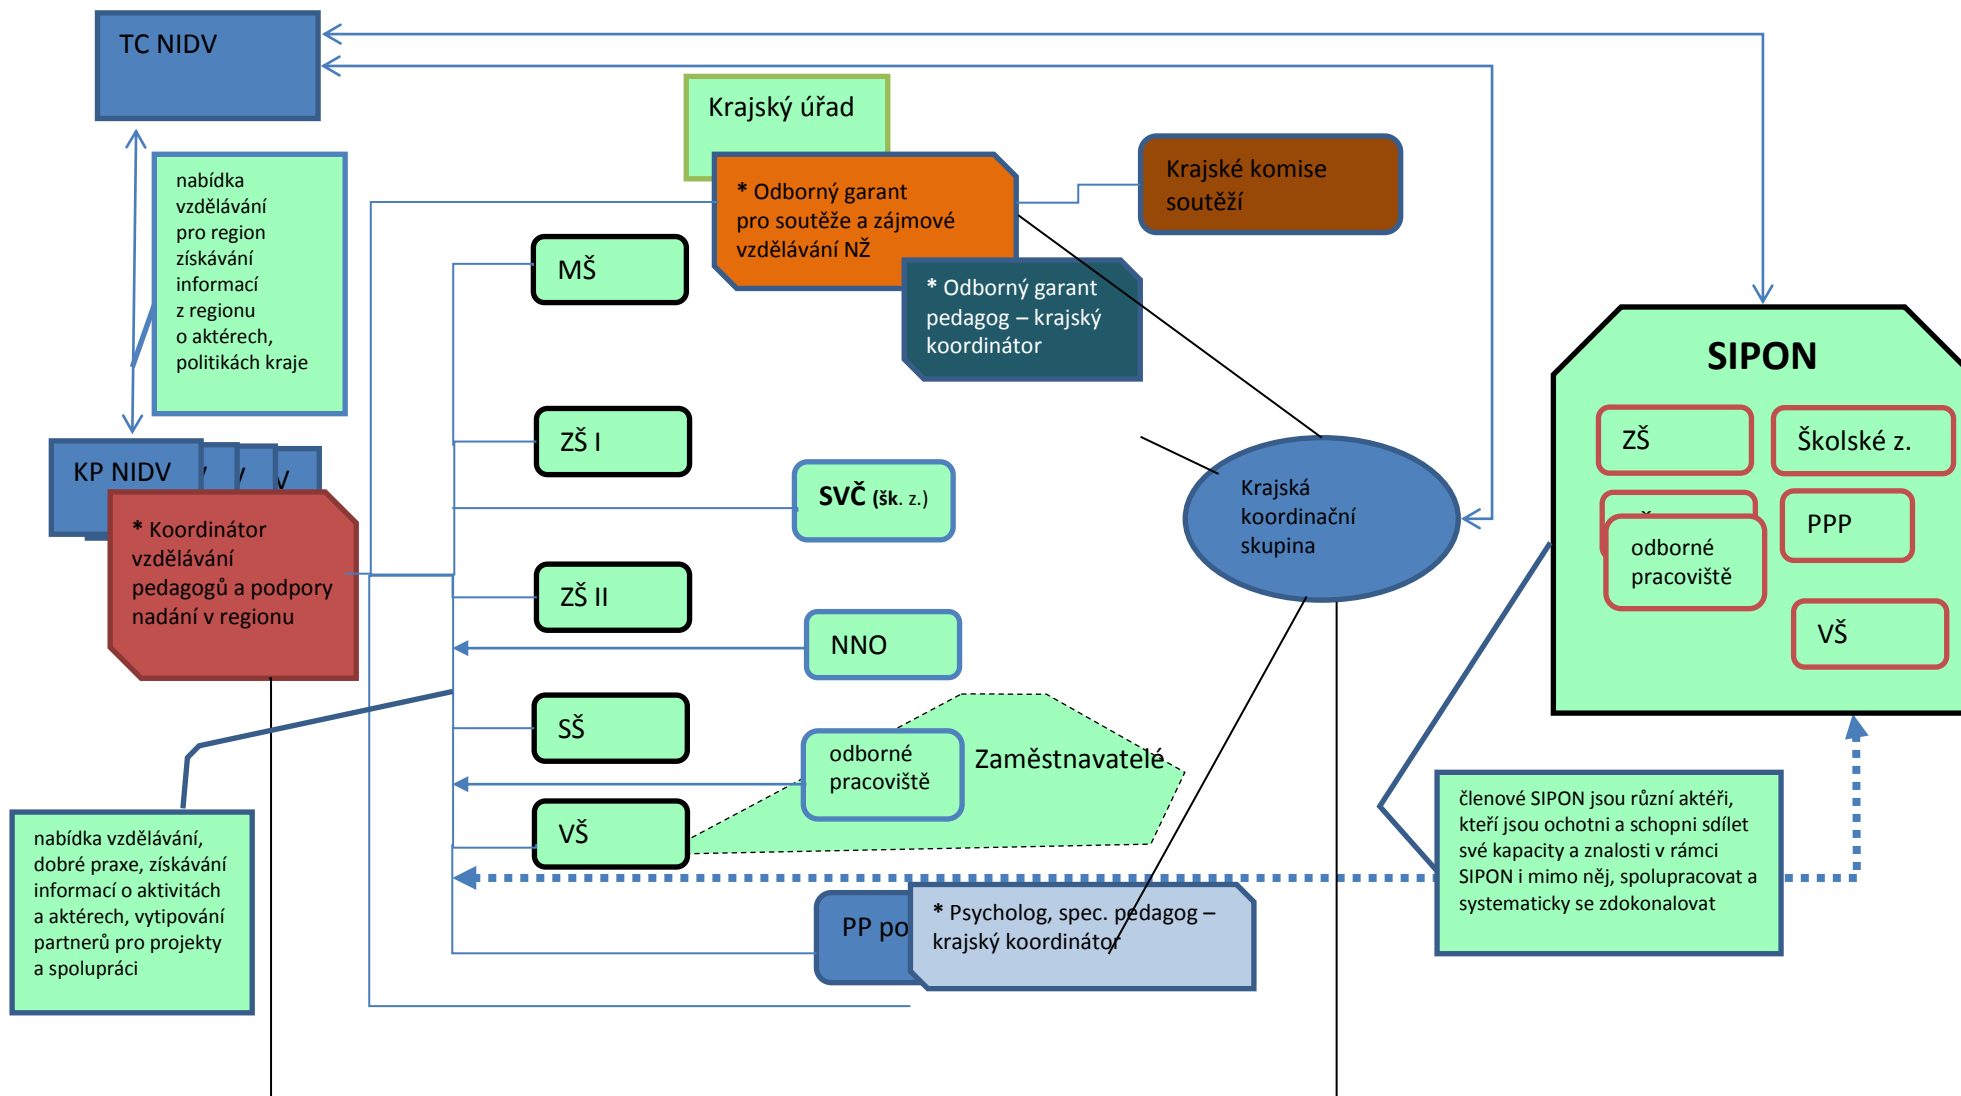 TC NIDV
Krajský úřad
nabídka
vzdělávání
pro region
získávání
informací
z regionu
o aktérech,
politikách kraje
* Odborný garant
pro soutěže a zájmové
vzdělávání NŽ
Krajské komise
soutěží
MŠ
* Odborný garant
pedagog – krajský
koordinátor
SIPON
ZŠ
Školské z.
PPP
odborné
pracoviště
VŠ
ZŠ I
KP NIDV
SVČ (šk. z.)
Krajská
koordinační
skupina
* Koordinátor
vzdělávání
pedagogů a podpory
nadání v regionu
ZŠ II
NNO
SŠ
odborné
pracoviště
Zaměstnavatelé
VŠ
nabídka vzdělávání,
dobré praxe, získávání
informací o aktivitách
a aktérech, vytipování
partnerů pro projekty
a spolupráci
členové SIPON jsou různí aktéři,
kteří jsou ochotni a schopni sdílet
své kapacity a znalosti v rámci
SIPON i mimo něj, spolupracovat a
systematicky se zdokonalovat
PP po
* Psycholog, spec. pedagog –
krajský koordinátor